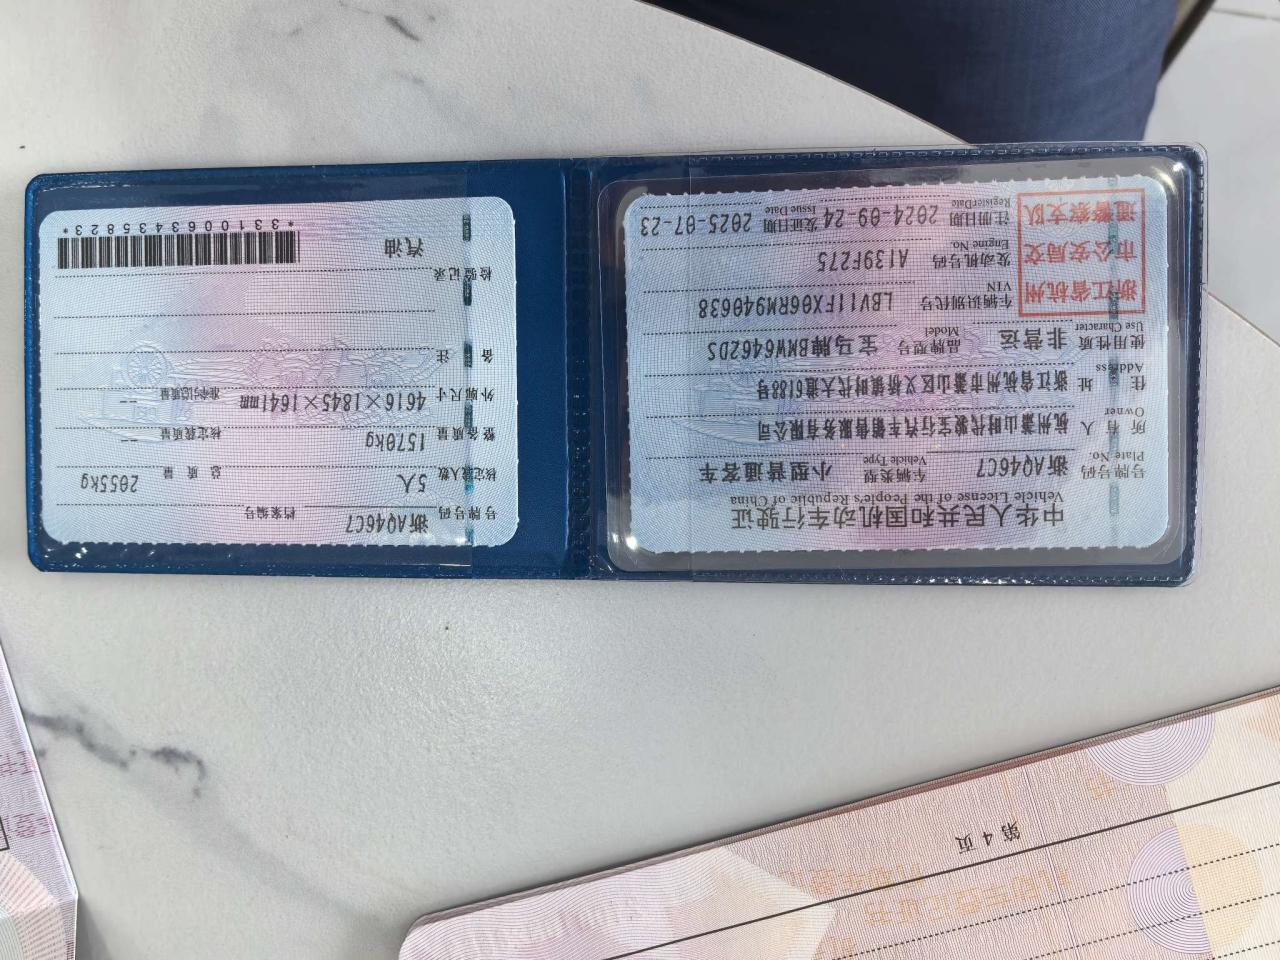 中华人民共和国机动车行驶证
Vehicle License of the People's Republic of China
号牌号码 浙AQ46C7 车辆类型 小型普通客车
Plate No. Vehicle Type
所有人 杭州萧山时代骏宝行汽车销售服务有限公司
Owner
住址 浙江省杭州市萧山区义桥镇时代大道6188号
Address
使用性质 非营运 品牌型号 宝马牌BMW6462DS
Use Character Model
浙江省杭州市公安局交通警察支队
车辆识别代号 LBV11FX06RM940638
VIN
发动机号码 A139F275
Engine No.
注册日期 2024-09-24 发证日期 2025-07-23
Register Date Issue Date
号牌号码 浙AQ46C7 档案编号
核定载人数 5人 总质量 2055kg
整备质量 1570kg 核定载质量 --
外廓尺寸 4616×1845×1641mm 准牵引总质量 --
备注
检验记录
汽油
*3310063435823*
第 4 页
机动车登记证书